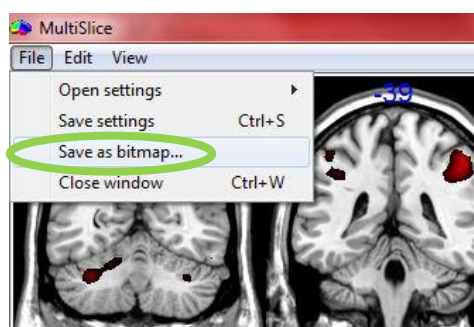 MultiSlice
File Edit View
Open settings
-39
Save settings Ctrl+S
Save as bitmap...
Close window Ctrl+W